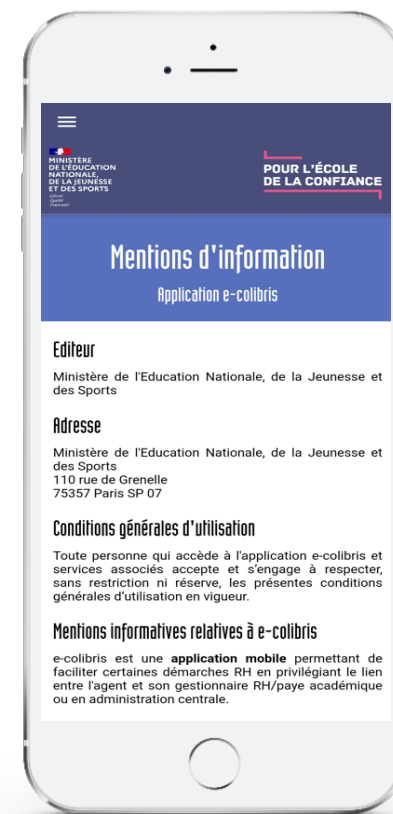 MINISTÈRE
DE L'ÉDUCATION
NATIONALE,
DE LA JEUNESSE
ET DES SPORTS
Liberté
Égalité
Fraternité
POUR L'ÉCOLE
DE LA CONFIANCE
Mentions d'information
Application e-colibris
Editeur
Ministère de l'Education Nationale, de la Jeunesse et
des Sports
Adresse
Ministère de l'Education Nationale, de la Jeunesse et
des Sports
110 rue de Grenelle
75357 Paris SP 07
Conditions générales d'utilisation
Toute personne qui accède à l'application e-colibris et
services associés accepte et s'engage à respecter,
sans restriction ni réserve, les présentes conditions
générales d'utilisation en vigueur.
Mentions informatives relatives à e-colibris
e-colibris est une application mobile permettant de
faciliter certaines démarches RH en privilégiant le lien
entre l'agent et son gestionnaire RH/paye académique
ou en administration centrale.